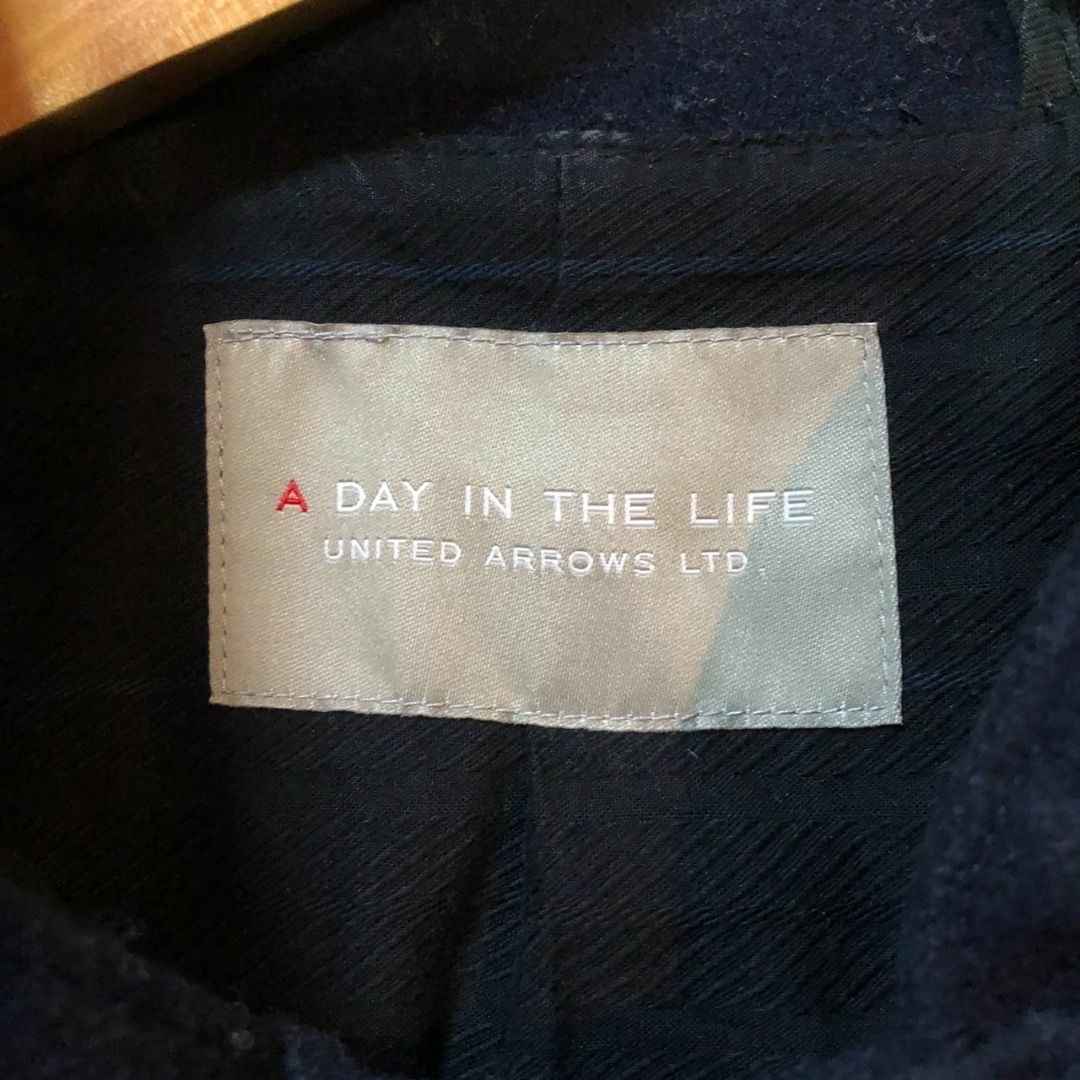 A DAY IN THE LIFE
UNITED ARROWS LTD.